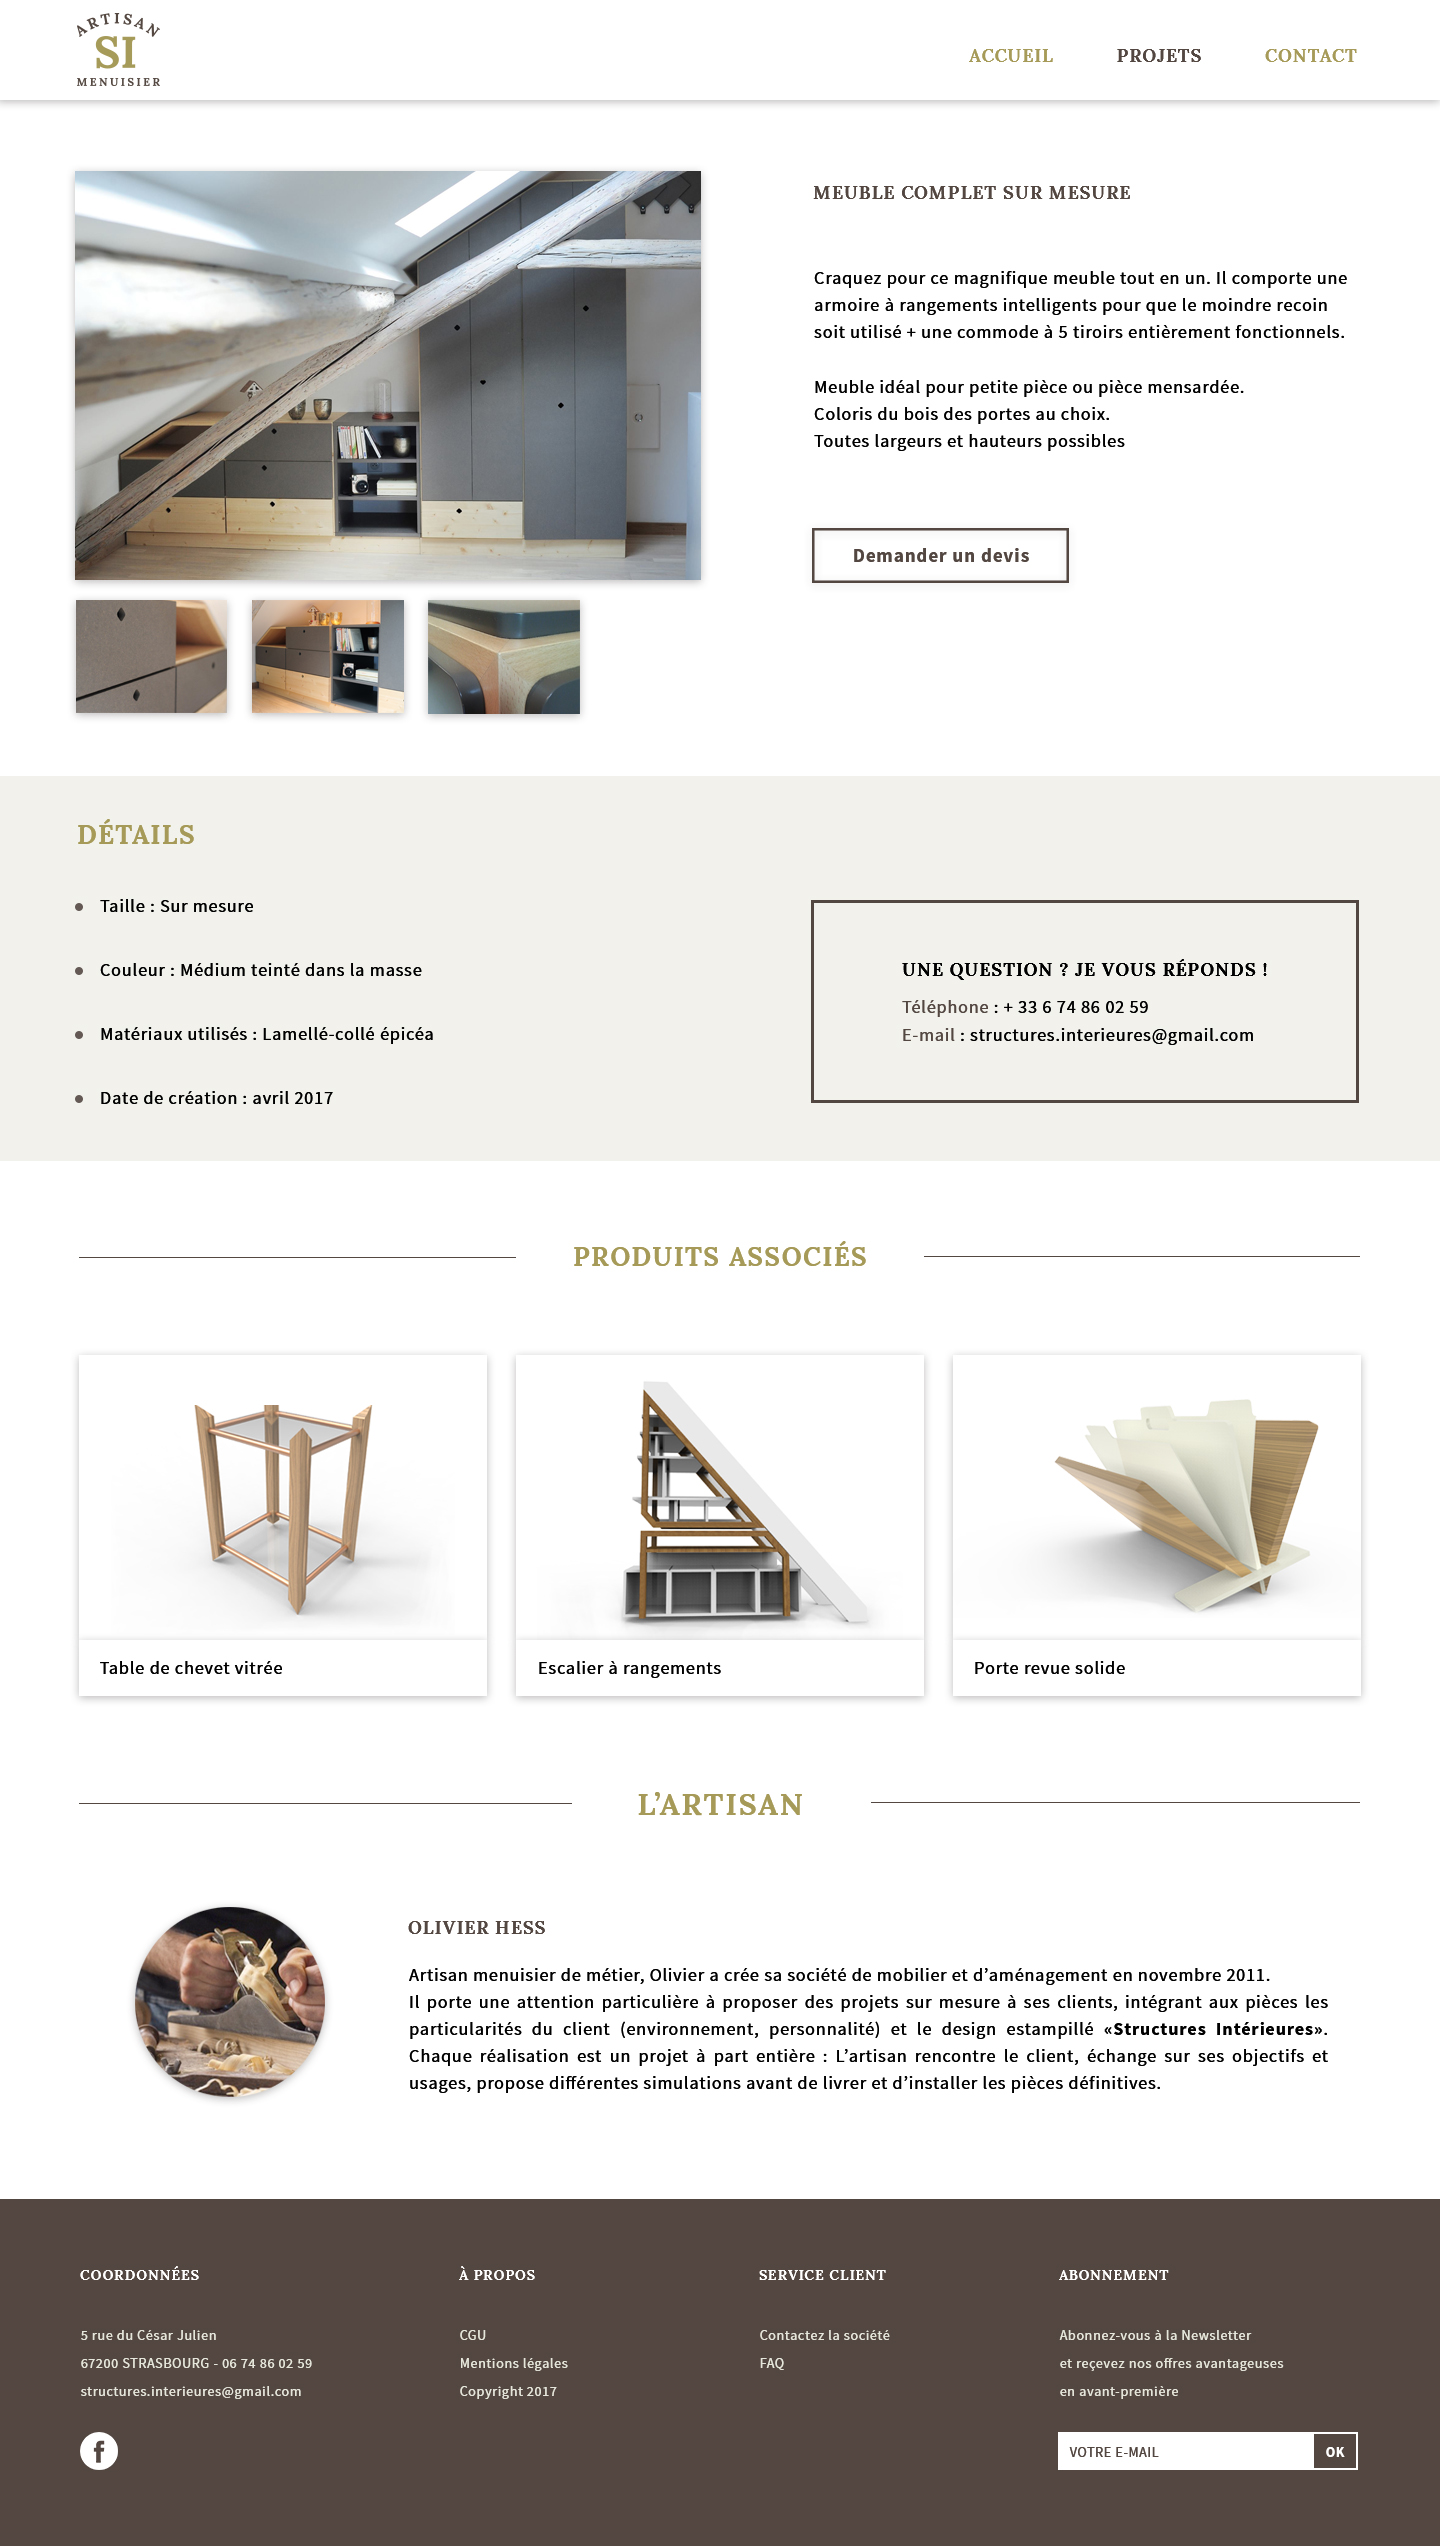 ARTISAN
SI
MENUISIER
ACCUEIL
PROJETS
CONTACT
MEUBLE COMPLET SUR MESURE
Craquez pour ce magnifique meuble tout en un. Il comporte une
armoire à rangements intelligents pour que le moindre recoin
soit utilisé + une commode à 5 tiroirs entièrement fonctionnels.
Meuble idéal pour petite pièce ou pièce mensardée.
Coloris du bois des portes au choix.
Toutes largeurs et hauteurs possibles
Demander un devis
DÉTAILS
Taille : Sur mesure
Couleur : Médium teinté dans la masse
Matériaux utilisés : Lamellé-collé épicéa
Date de création : avril 2017
UNE QUESTION ? JE VOUS RÉPONDS !
Téléphone : + 33 6 74 86 02 59
E-mail : structures.interieures@gmail.com
PRODUITS ASSOCIÉS
Table de chevet vitrée
Escalier à rangements
Porte revue solide
L’ARTISAN
OLIVIER HESS
Artisan menuisier de métier, Olivier a crée sa société de mobilier et d’aménagement en novembre 2011.
Il porte une attention particulière à proposer des projets sur mesure à ses clients, intégrant aux pièces les
particularités du client (environnement, personnalité) et le design estampillé «Structures Intérieures».
Chaque réalisation est un projet à part entière : L’artisan rencontre le client, échange sur ses objectifs et
usages, propose différentes simulations avant de livrer et d’installer les pièces définitives.
COORDONNÉES
5 rue du César Julien
67200 STRASBOURG - 06 74 86 02 59
structures.interieures@gmail.com
À PROPOS
CGU
Mentions légales
Copyright 2017
SERVICE CLIENT
Contactez la société
FAQ
ABONNEMENT
Abonnez-vous à la Newsletter
et reçevez nos offres avantageuses
en avant-première
VOTRE E-MAIL
OK